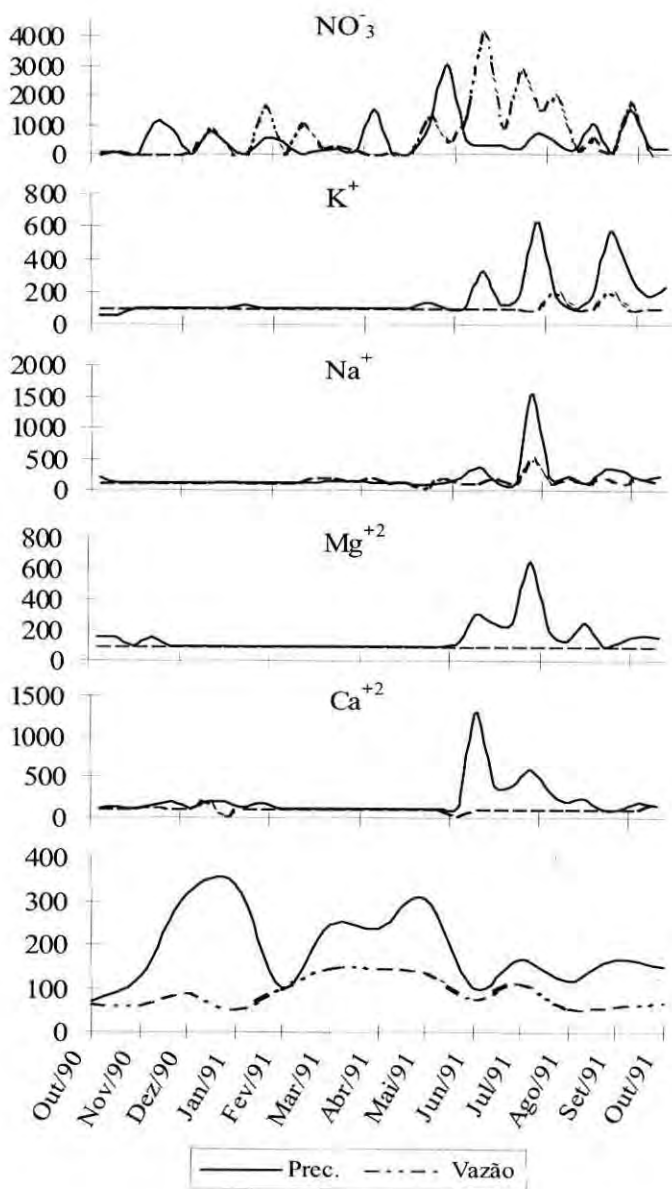 NO⁻₃
4000
3000
2000
1000
0
K⁺
800
600
400
200
0
Na⁺
2000
1500
1000
500
0
Mg⁺²
800
600
400
200
0
Ca⁺²
1500
1000
500
0
400
300
200
100
0
Out/90
Nov/90
Dez/90
Jan/91
Fev/91
Mar/91
Abr/91
Mai/91
Jun/91
Jul/91
Ago/91
Set/91
Out/91
Prec. Vazão